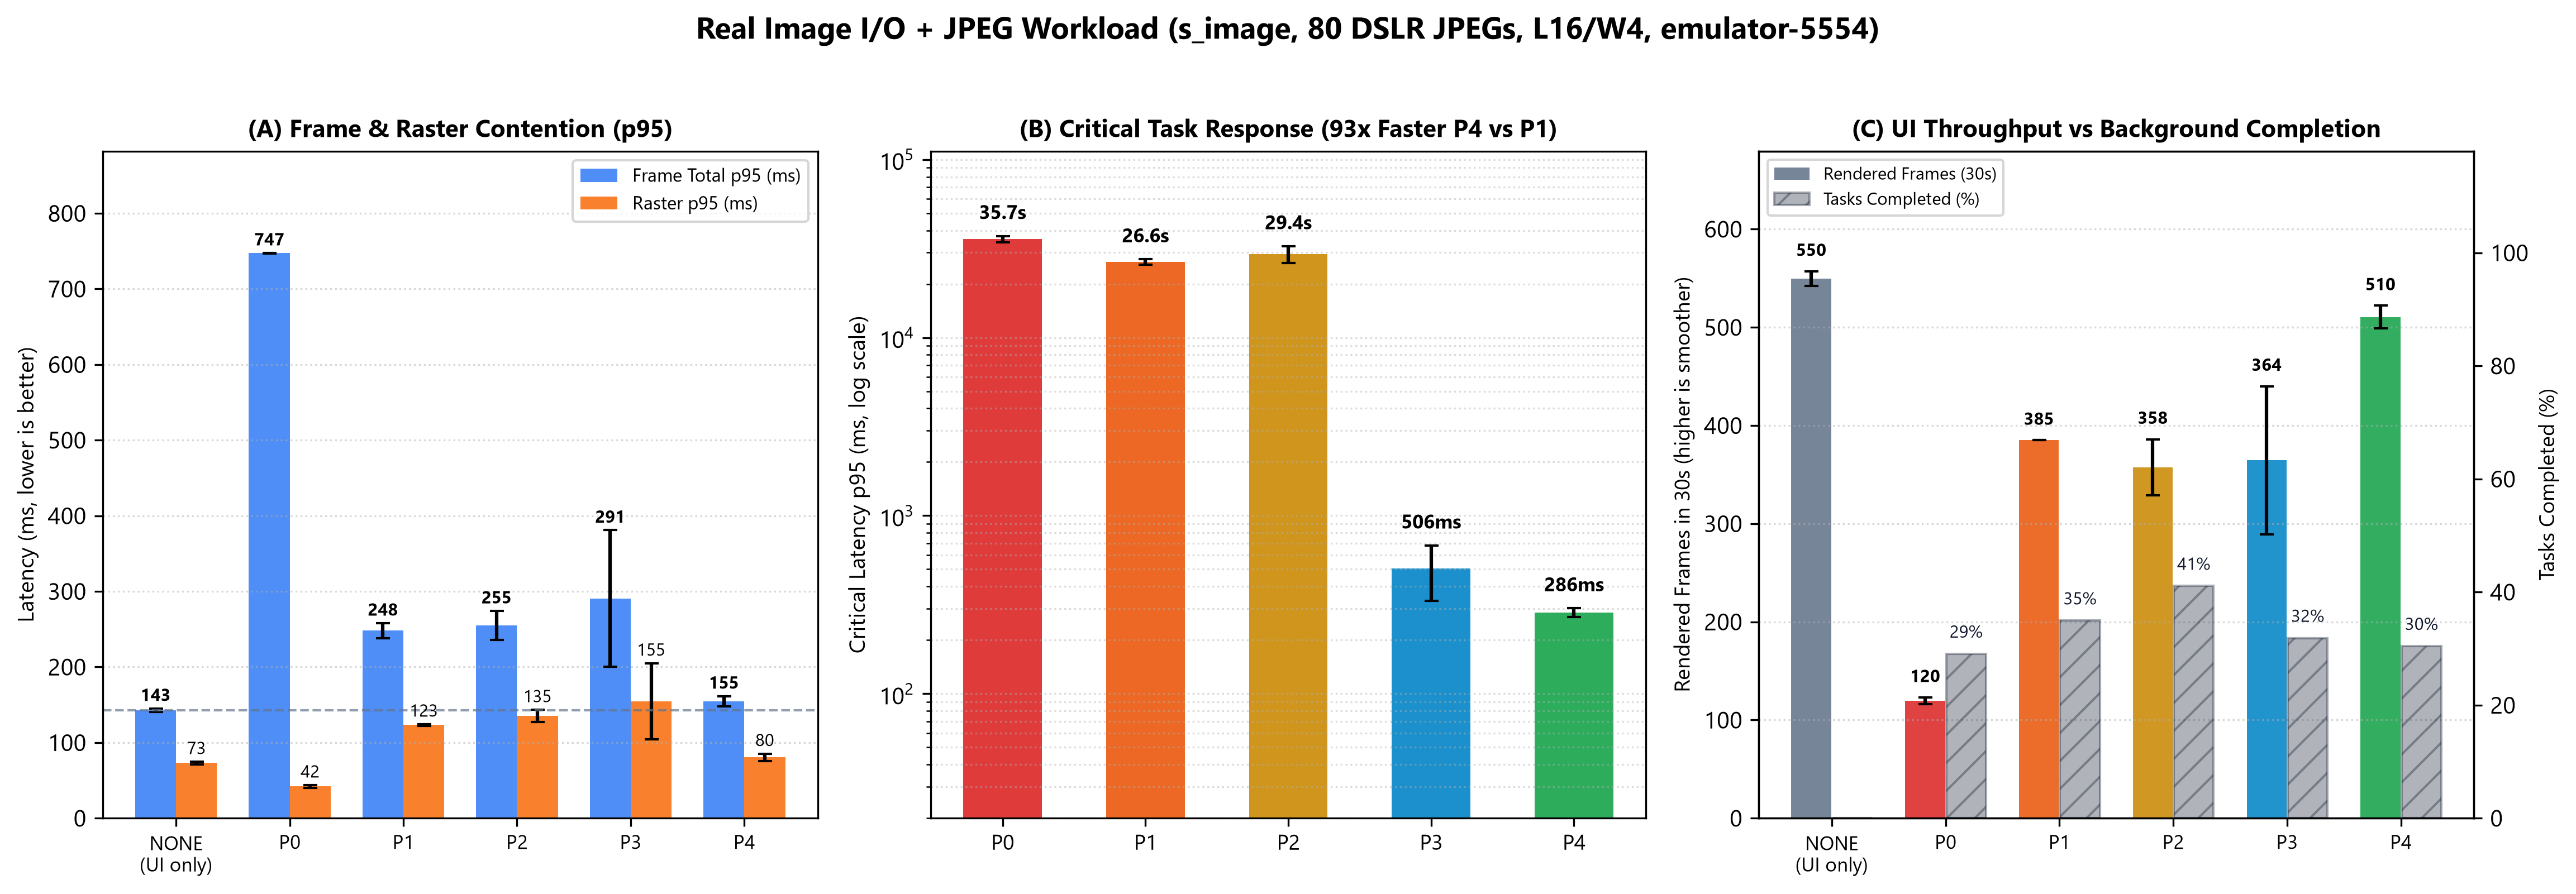 Real Image I/O + JPEG Workload (s_image, 80 DSLR JPEGs, L16/W4, emulator-5554)
(A) Frame & Raster Contention (p95)
Latency (ms, lower is better)
800
700
600
500
400
300
200
100
0
Frame Total p95 (ms)
Raster p95 (ms)
143
73
747
42
248
123
255
135
291
155
155
80
NONE
(UI only)
P0
P1
P2
P3
P4
(B) Critical Task Response (93x Faster P4 vs P1)
Critical Latency p95 (ms, log scale)
10^5
10^4
10^3
10^2
35.7s
26.6s
29.4s
506ms
286ms
P0
P1
P2
P3
P4
(C) UI Throughput vs Background Completion
Rendered Frames in 30s (higher is smoother)
600
500
400
300
200
100
0
Rendered Frames (30s)
Tasks Completed (%)
550
120
29%
385
35%
358
41%
364
32%
510
30%
NONE
(UI only)
P0
P1
P2
P3
P4
100
80
60
40
20
0
Tasks Completed (%)